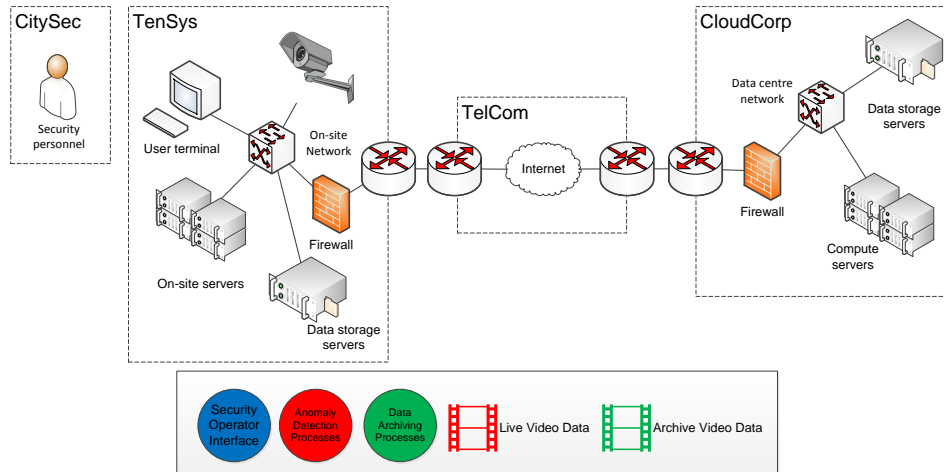 CitySec
Security
personnel
TenSys
User terminal
On-site
Network
On-site servers
Firewall
Data storage
servers
TelCom
Internet
CloudCorp
Data centre
network
Data storage
servers
Firewall
Compute
servers
Security
Operator
Interface
Anomaly
Detection
Processes
Data
Archiving
Processes
Live Video Data
Archive Video Data